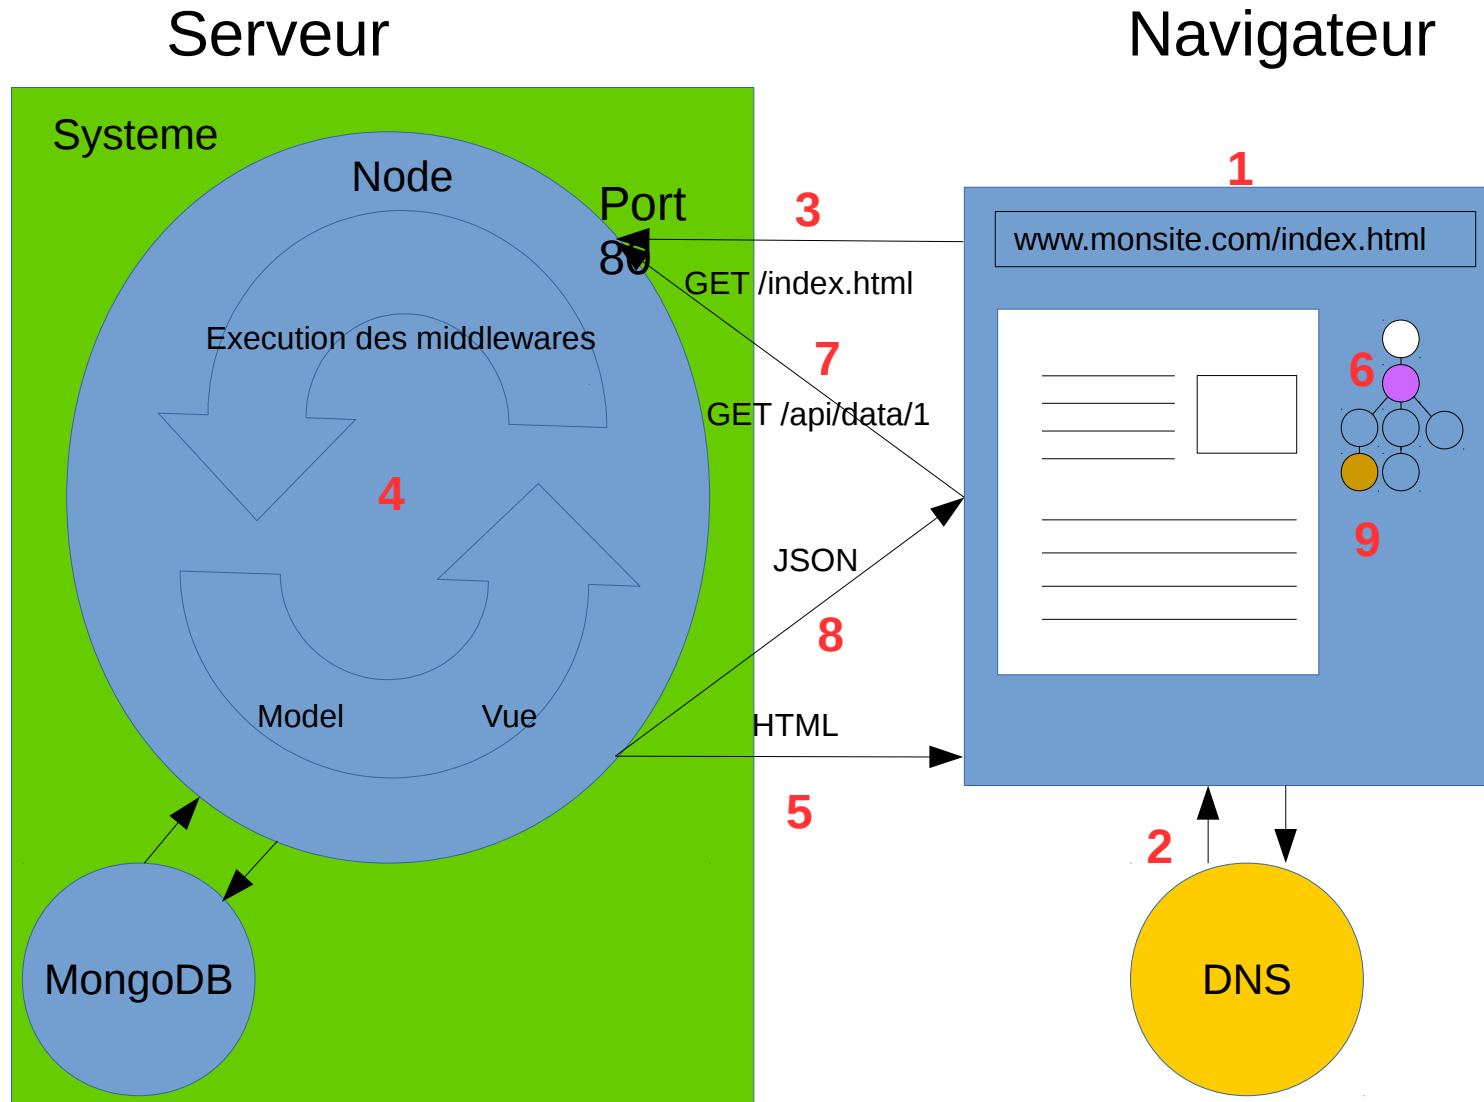 Serveur
Navigateur
Systeme
Node
Port
80
1
www.monsite.com/index.html
3
GET /index.html
Execution des middlewares
7
6
GET /api/data/1
4
9
JSON
8
Model
Vue
HTML
5
2
MongoDB
DNS